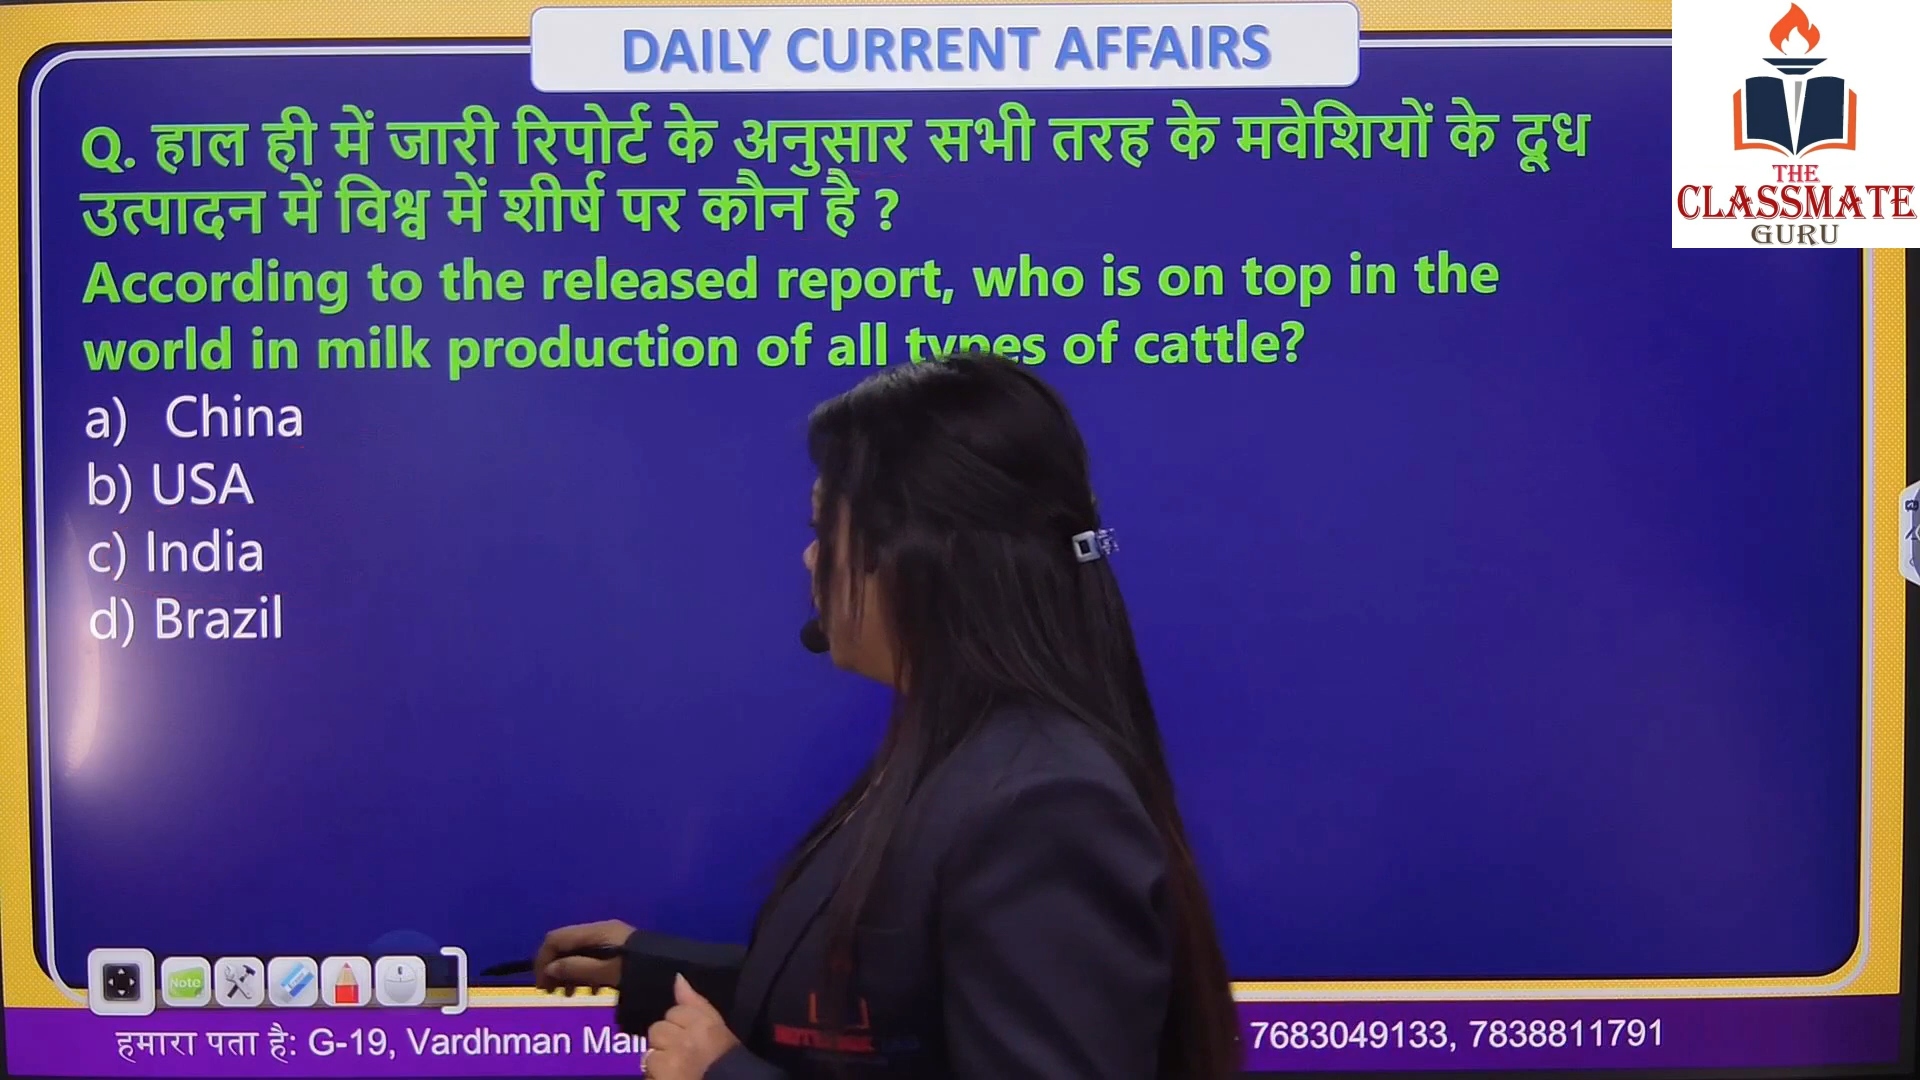 DAILY CURRENT AFFAIRS
THE
CLASSMATE
GURU
Q. हाल ही में जारी रिपोर्ट के अनुसार सभी तरह के मवेशियों के दूध
उत्पादन में विश्व में शीर्ष पर कौन है ?
According to the released report, who is on top in the
world in milk production of all types of cattle?
a) China
b) USA
c) India
d) Brazil
Note
हमारा पता है: G-19, Vardhman
7683049133, 7838811791